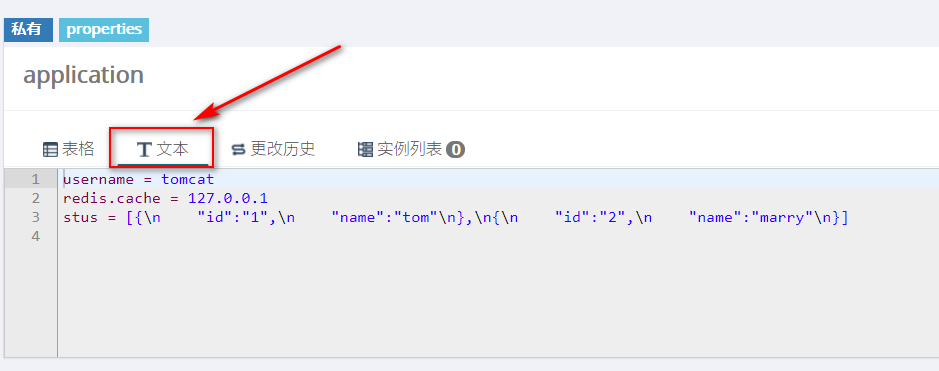 私有 properties
application
表格 文本 更改历史 实例列表 0
1 username = tomcat
2 redis.cache = 127.0.0.1
3 stus = [{\n    "id":"1",\n    "name":"tom"\n},\n{\n    "id":"2",\n    "name":"marry"\n}]
4